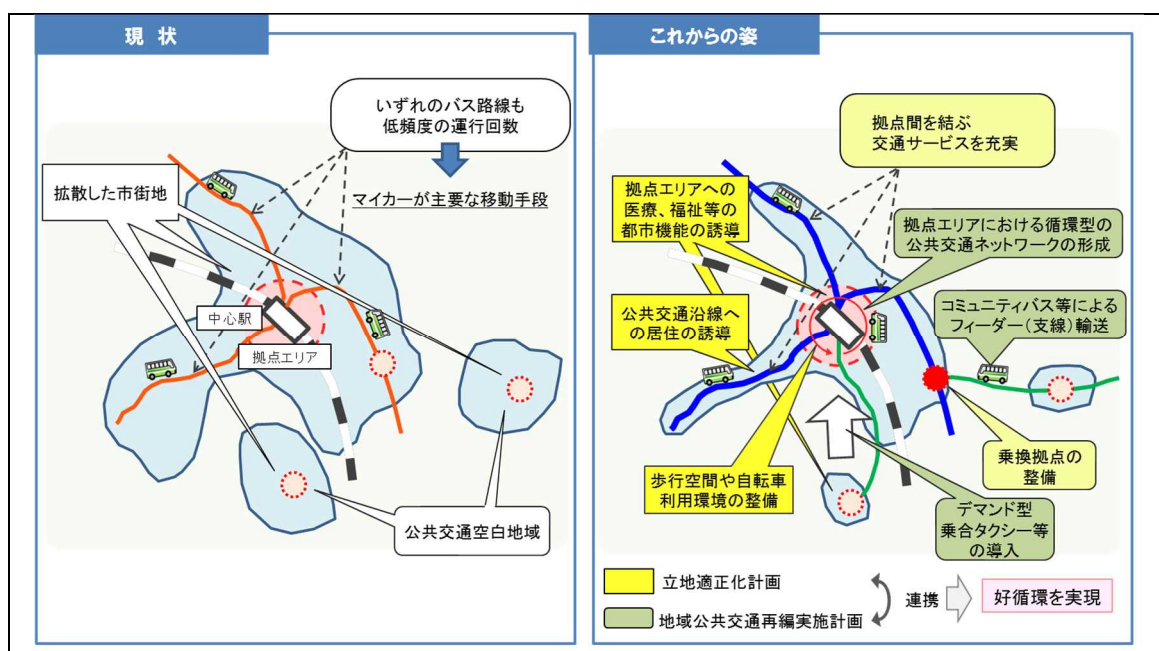 現 状
いずれのバス路線も
低頻度の運行回数
拡散した市街地
マイカーが主要な移動手段
中心駅
拠点エリア
公共交通空白地域
これからの姿
拠点間を結ぶ
交通サービスを充実
拠点エリアへの
医療、福祉等の
都市機能の誘導
拠点エリアにおける循環型の
公共交通ネットワークの形成
公共交通沿線へ
の居住の誘導
コミュニティバス等による
フィーダー(支線)輸送
歩行空間や自転車
利用環境の整備
乗換拠点の
整備
デマンド型
乗合タクシー等
の導入
立地適正化計画
地域公共交通再編実施計画
連携
好循環を実現